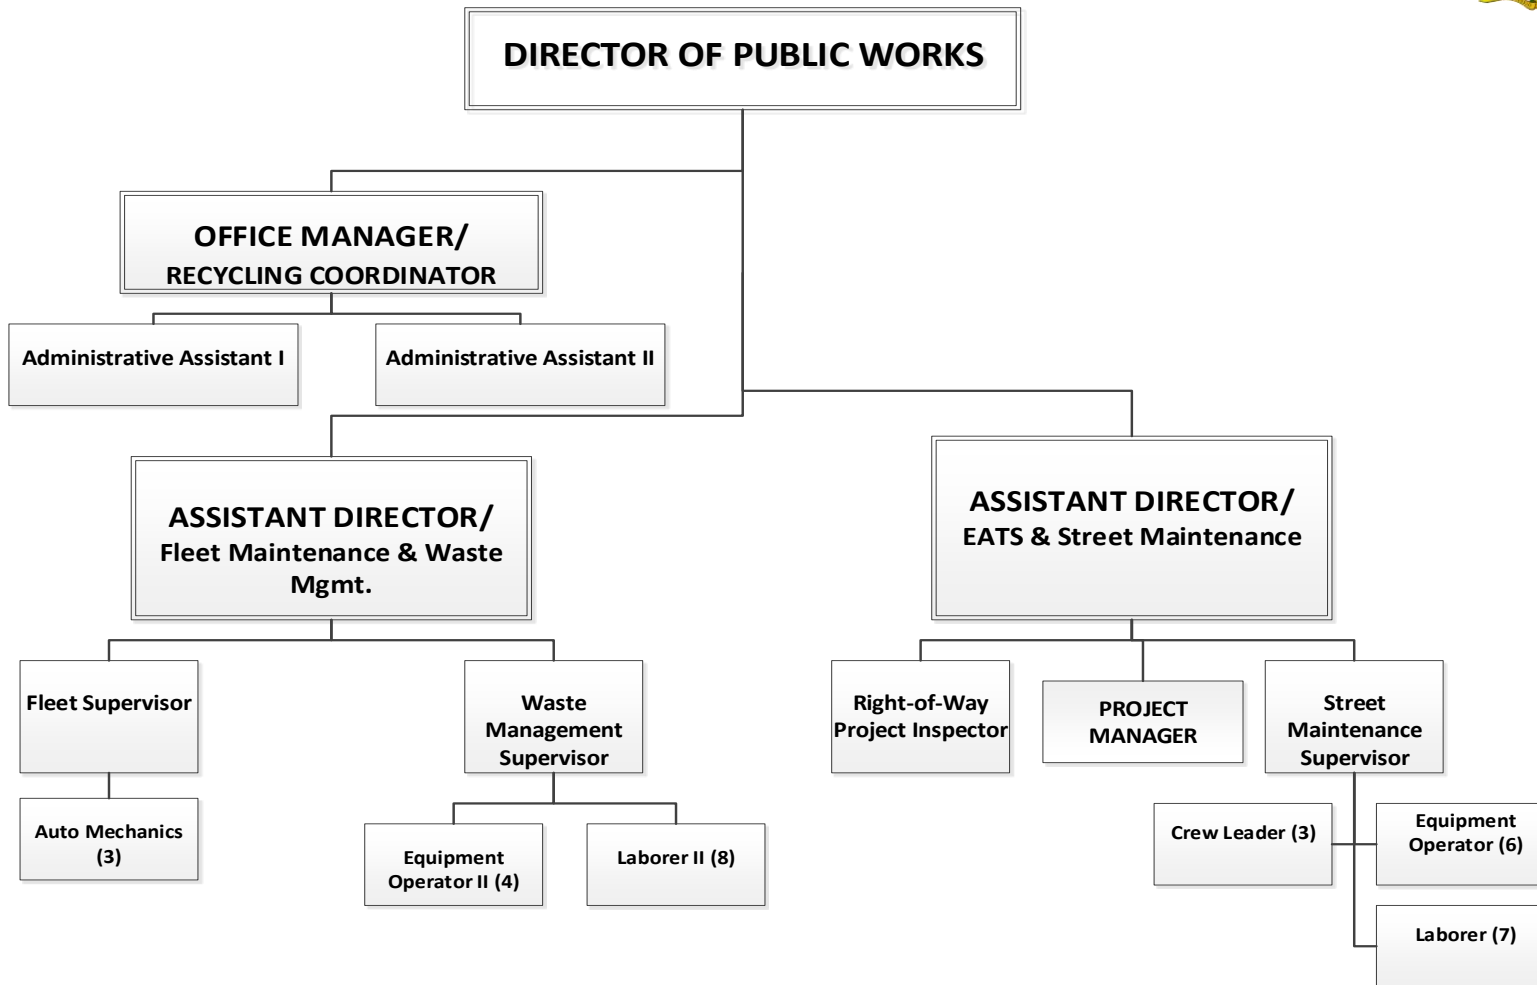 DIRECTOR OF PUBLIC WORKS
OFFICE MANAGER/
RECYCLING COORDINATOR
Administrative Assistant I
Administrative Assistant II
ASSISTANT DIRECTOR/
Fleet Maintenance & Waste
Mgmt.
ASSISTANT DIRECTOR/
EATS & Street Maintenance
Fleet Supervisor
Waste
Management
Supervisor
Right-of-Way
Project Inspector
PROJECT
MANAGER
Street
Maintenance
Supervisor
Auto Mechanics
(3)
Equipment
Operator II (4)
Laborer II (8)
Crew Leader (3)
Equipment
Operator (6)
Laborer (7)